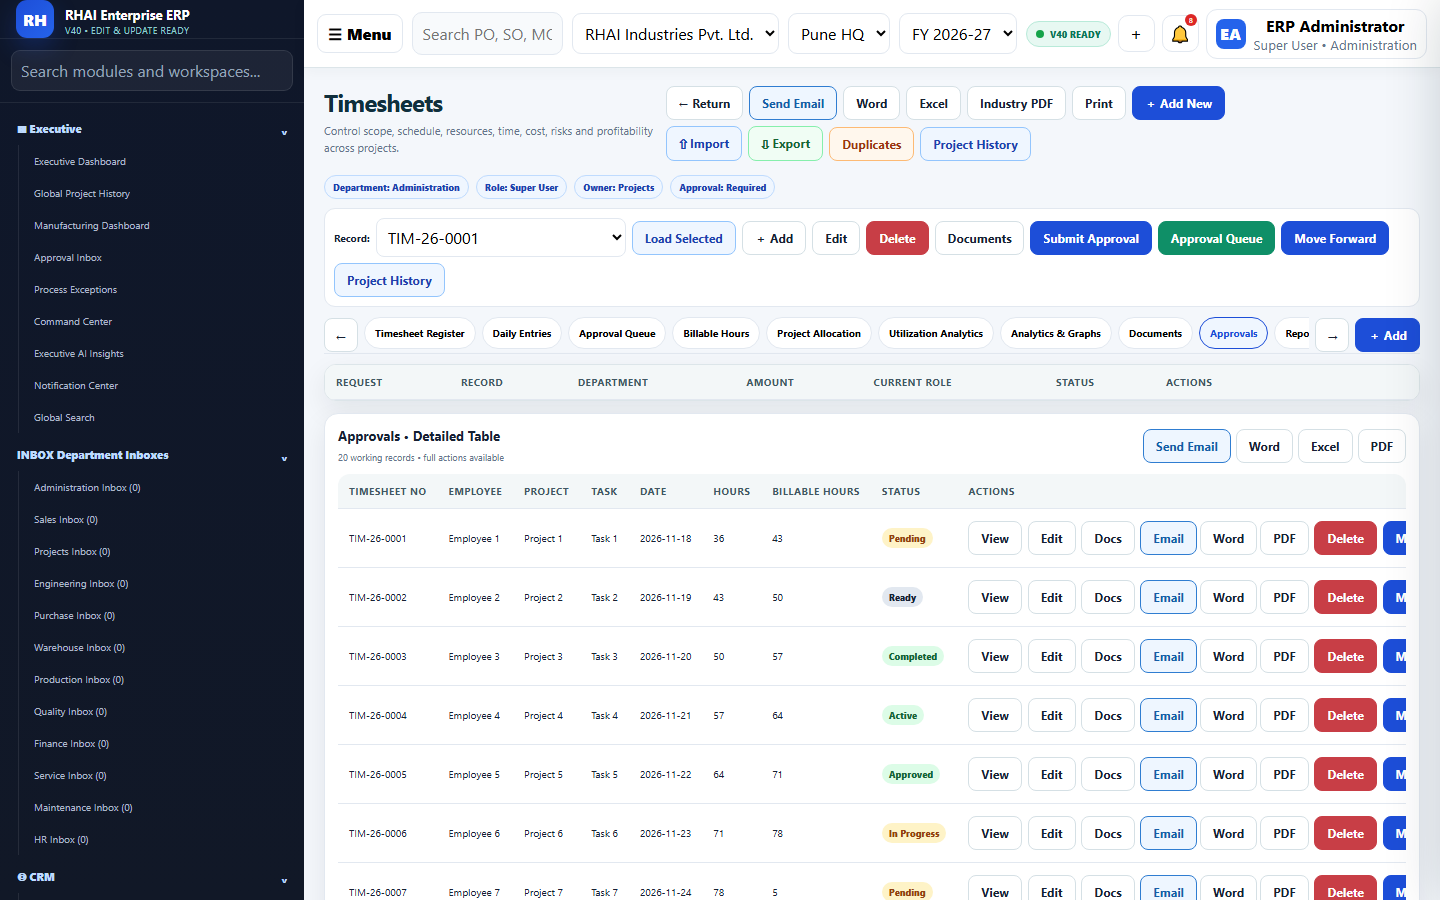 RH
RHAI Enterprise ERP
V40 • EDIT & UPDATE READY
Search modules and workspaces...
Executive
Executive Dashboard
Global Project History
Manufacturing Dashboard
Approval Inbox
Process Exceptions
Command Center
Executive AI Insights
Notification Center
Global Search
INBOX Department Inboxes
Administration Inbox (0)
Sales Inbox (0)
Projects Inbox (0)
Engineering Inbox (0)
Purchase Inbox (0)
Warehouse Inbox (0)
Production Inbox (0)
Quality Inbox (0)
Finance Inbox (0)
Service Inbox (0)
Maintenance Inbox (0)
HR Inbox (0)
CRM
☰ Menu
Search PO, SO, MO
RHAI Industries Pvt. Ltd.
Pune HQ
FY 2026-27
V40 READY
+
8
EA
ERP Administrator
Super User • Administration
Timesheets
Control scope, schedule, resources, time, cost, risks and profitability
across projects.
← Return
Send Email
Word
Excel
Industry PDF
Print
+ Add New
⇧ Import
⇩ Export
Duplicates
Project History
Department: Administration
Role: Super User
Owner: Projects
Approval: Required
Record:
TIM-26-0001
Load Selected
+ Add
Edit
Delete
Documents
Submit Approval
Approval Queue
Move Forward
Project History
←
Timesheet Register
Daily Entries
Approval Queue
Billable Hours
Project Allocation
Utilization Analytics
Analytics & Graphs
Documents
Approvals
Repo
→
+ Add
REQUEST RECORD DEPARTMENT AMOUNT CURRENT ROLE STATUS ACTIONS
Approvals • Detailed Table
20 working records • full actions available
Send Email
Word
Excel
PDF
TIMESHEET NO EMPLOYEE PROJECT TASK DATE HOURS BILLABLE HOURS STATUS ACTIONS
TIM-26-0001 Employee 1 Project 1 Task 1 2026-11-18 36 43 Pending View Edit Docs Email Word PDF Delete M
TIM-26-0002 Employee 2 Project 2 Task 2 2026-11-19 43 50 Ready View Edit Docs Email Word PDF Delete M
TIM-26-0003 Employee 3 Project 3 Task 3 2026-11-20 50 57 Completed View Edit Docs Email Word PDF Delete M
TIM-26-0004 Employee 4 Project 4 Task 4 2026-11-21 57 64 Active View Edit Docs Email Word PDF Delete M
TIM-26-0005 Employee 5 Project 5 Task 5 2026-11-22 64 71 Approved View Edit Docs Email Word PDF Delete M
TIM-26-0006 Employee 6 Project 6 Task 6 2026-11-23 71 78 In Progress View Edit Docs Email Word PDF Delete M
TIM-26-0007 Employee 7 Project 7 Task 7 2026-11-24 78 5 Pending View Edit Docs Email Word PDF Delete M